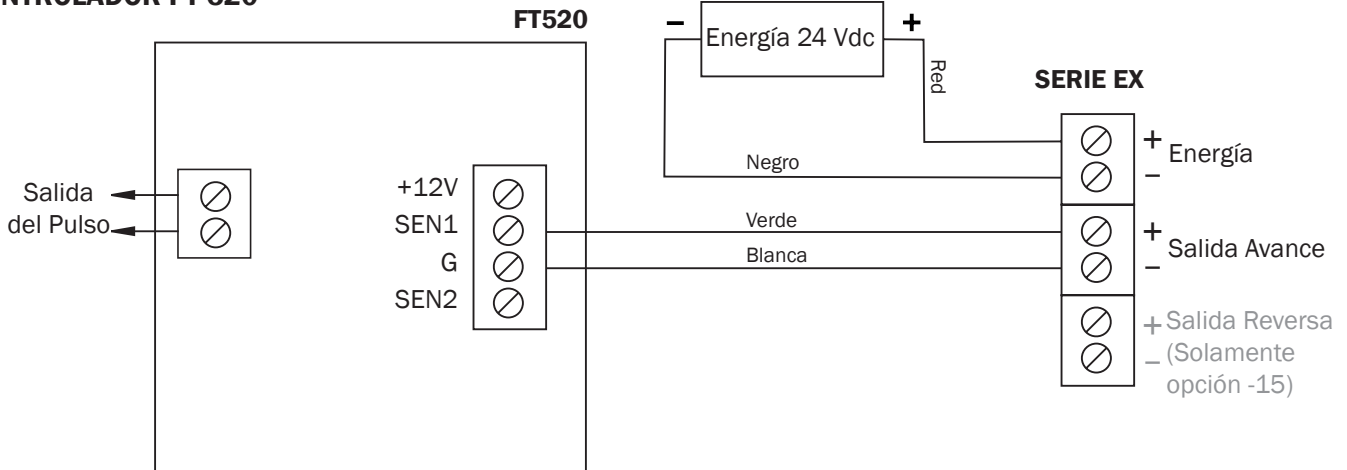 FT520
− Energía 24 Vdc +
Red
SERIE EX
+ Energía
−
Negro
Salida
del Pulso
+12V
SEN1
G
SEN2
Verde
Blanca
+ Salida Avance
−
+ Salida Reversa
− (Solamente
opción -15)